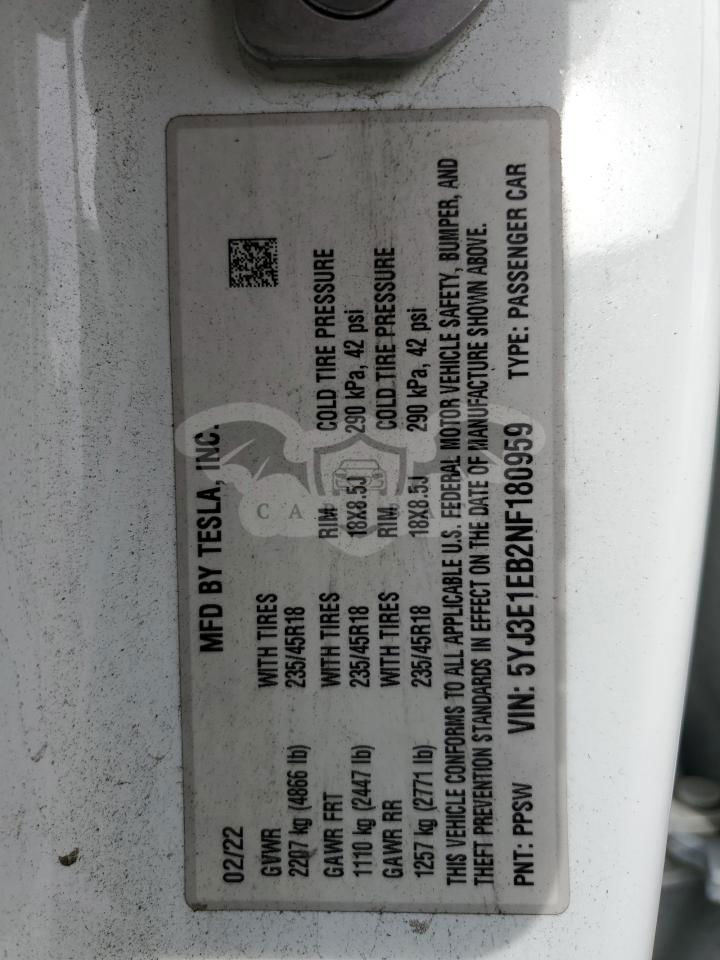 MFD BY TESLA, INC.
02/22
GVWR WITH TIRES
2207 kg (4866 lb) 235/45R18
GAWR FRT WITH TIRES RIM COLD TIRE PRESSURE
1110 kg (2447 lb) 235/45R18 18X8.5J 290 kPa, 42 psi
GAWR RR WITH TIRES RIM COLD TIRE PRESSURE
1257 kg (2771 lb) 235/45R18 18X8.5J 290 kPa, 42 psi
THIS VEHICLE CONFORMS TO ALL APPLICABLE U.S. FEDERAL MOTOR VEHICLE SAFETY, BUMPER, AND
THEFT PREVENTION STANDARDS IN EFFECT ON THE DATE OF MANUFACTURE SHOWN ABOVE.
PNT: PPSW VIN: 5YJ3E1EB2NF180959 TYPE: PASSENGER CAR